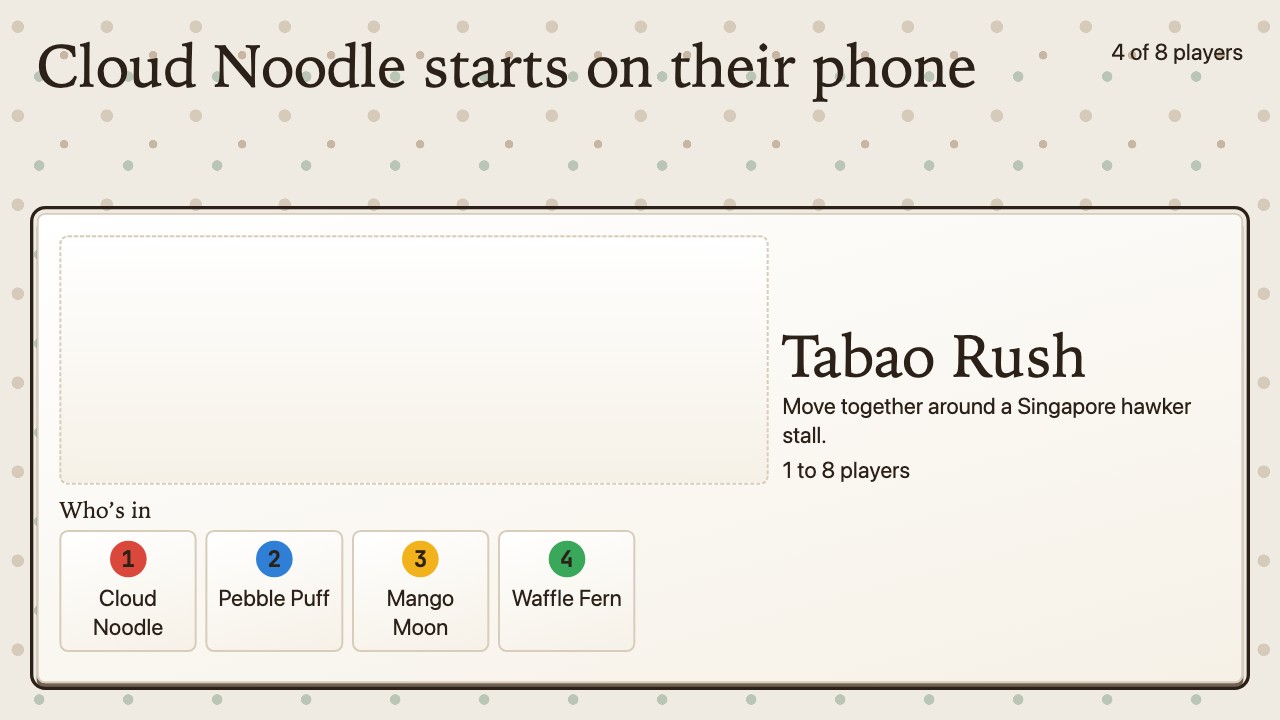 Cloud Noodle starts on their phone
4 of 8 players
Tabao Rush
Move together around a Singapore hawker
stall.
1 to 8 players
Who’s in
1
Cloud
Noodle
2
Pebble Puff
3
Mango
Moon
4
Waffle Fern